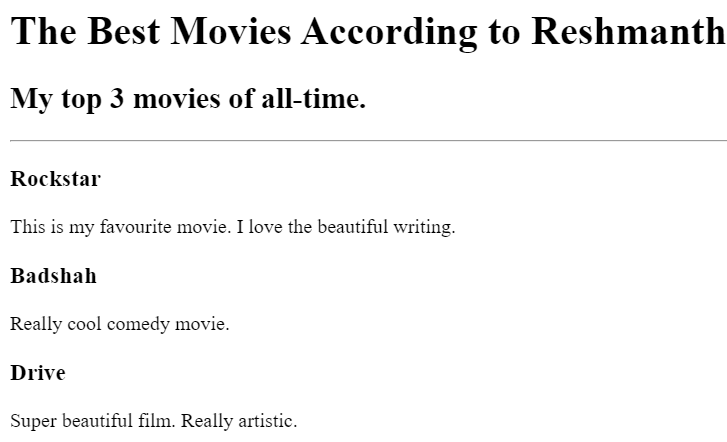 The Best Movies According to Reshmanth
My top 3 movies of all-time.
Rockstar
This is my favourite movie. I love the beautiful writing.
Badshah
Really cool comedy movie.
Drive
Super beautiful film. Really artistic.